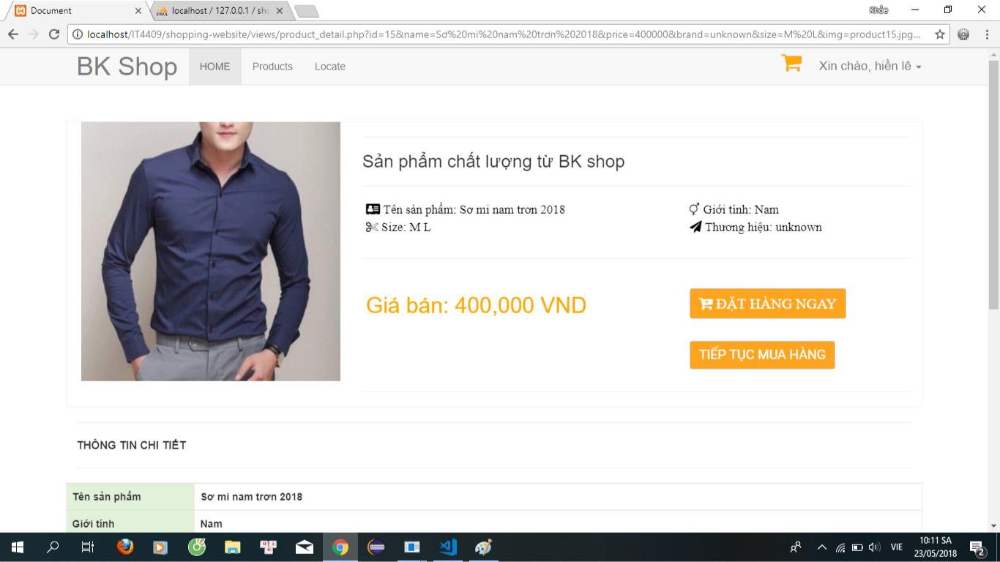 Document
localhost / 127.0.0.1 / sho
Khỏe
localhost/IT4409/shopping-website/views/product_detail.php?id=15&name=Sơ%20mi%20nam%20trơn%202018&price=400000&brand=unknown&size=M%20L&img=product15.jpg...
BK Shop HOME Products Locate Xin chào, hiền lê
Sản phẩm chất lượng từ BK shop
Tên sản phẩm: Sơ mi nam trơn 2018 Giới tính: Nam
Size: M L Thương hiệu: unknown
Giá bán: 400,000 VND ĐẶT HÀNG NGAY
TIẾP TỤC MUA HÀNG
THÔNG TIN CHI TIẾT
Tên sản phẩm Sơ mi nam trơn 2018
Giới tính Nam
VIE 10:11 SA
23/05/2018 2